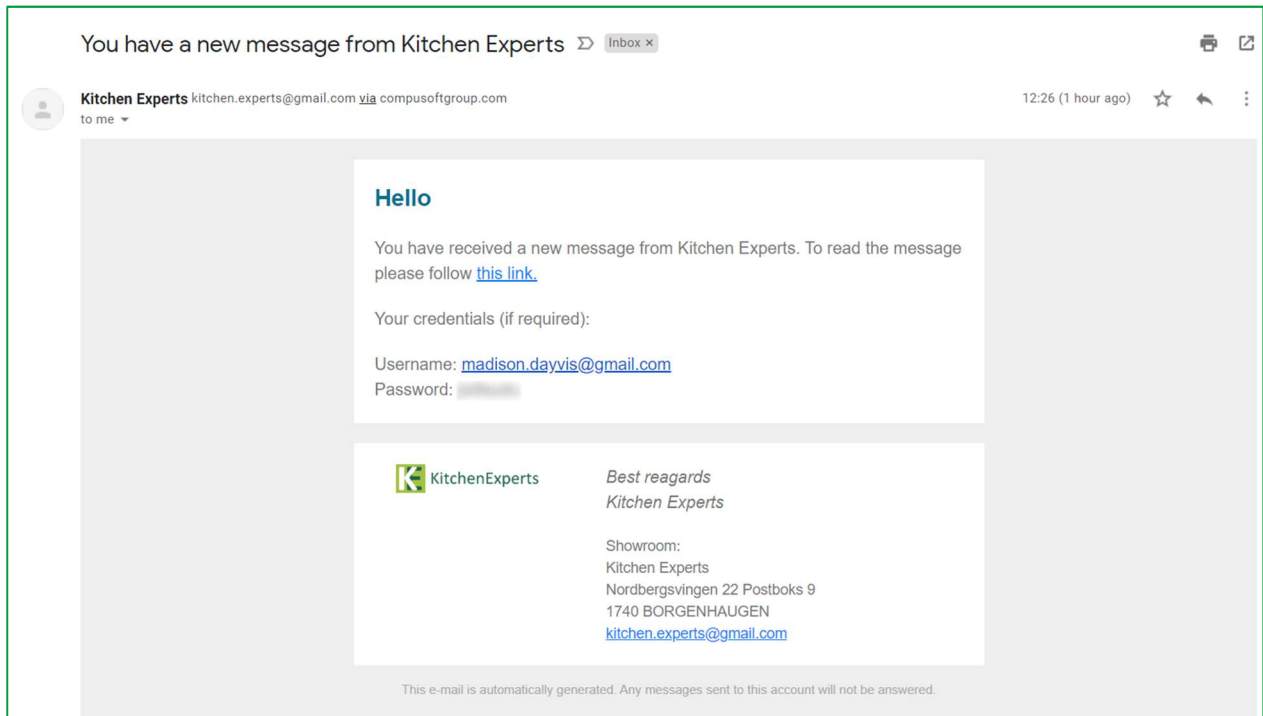 You have a new message from Kitchen Experts Inbox ×
Kitchen Experts kitchen.experts@gmail.com via compusoftgroup.com 12:26 (1 hour ago)
to me
Hello
You have received a new message from Kitchen Experts. To read the message
please follow this link.
Your credentials (if required):
Username: madison.dayvis@gmail.com
Password:
KitchenExperts
Best reagards
Kitchen Experts
Showroom:
Kitchen Experts
Nordbergsvingen 22 Postboks 9
1740 BORGENHAUGEN
kitchen.experts@gmail.com
This e-mail is automatically generated. Any messages sent to this account will not be answered.